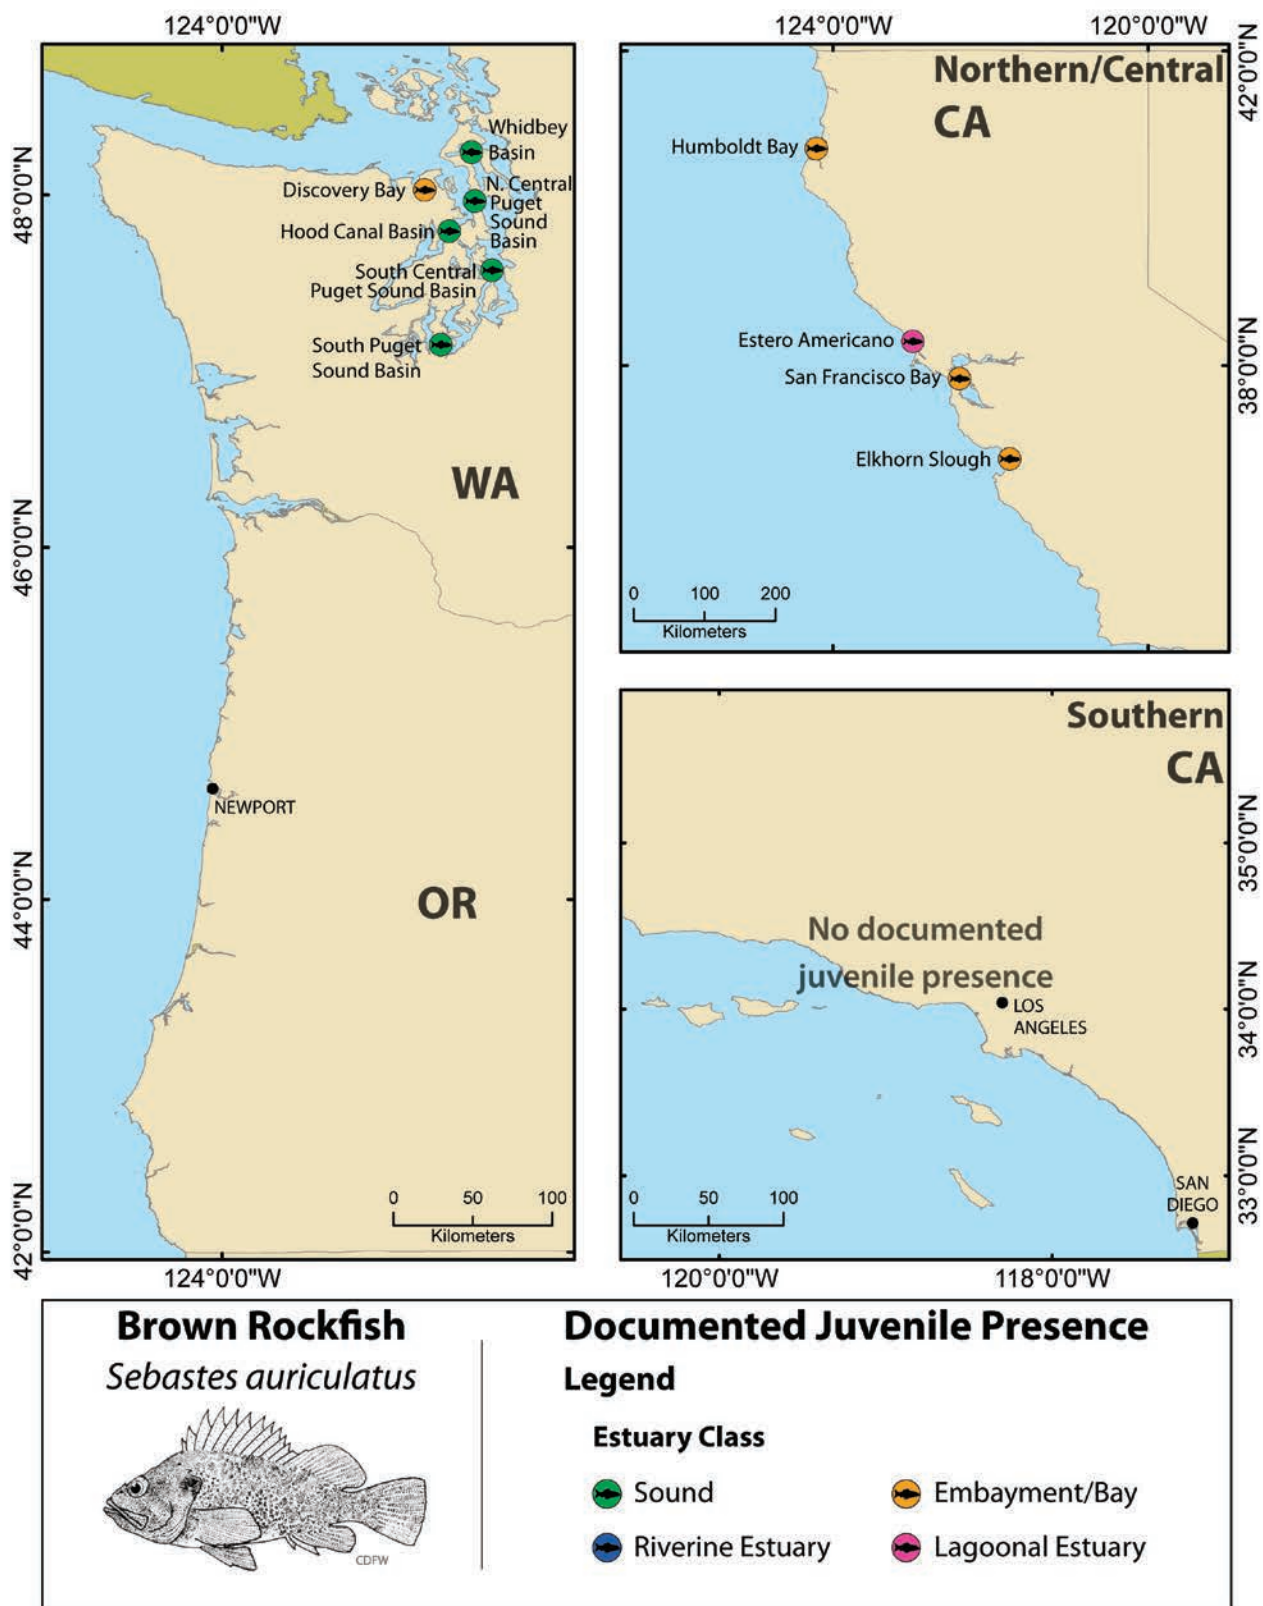 124°0'0"W
48°0'0"N
46°0'0"N
44°0'0"N
42°0'0"N
Whidbey
Basin
Discovery Bay
N. Central
Puget
Sound
Basin
Hood Canal Basin
South Central
Puget Sound Basin
South Puget
Sound Basin
WA
NEWPORT
OR
0 50 100
Kilometers
124°0'0"W
124°0'0"W
120°0'0"W
Northern/Central
CA
42°0'0"N
Humboldt Bay
Estero Americano
38°0'0"N
San Francisco Bay
Elkhorn Slough
0 100 200
Kilometers
Southern
CA
35°0'0"N
No documented
juvenile presence
LOS
ANGELES
34°0'0"N
SAN
DIEGO
33°0'0"N
0 50 100
Kilometers
120°0'0"W
118°0'0"W
Brown Rockfish
Sebastes auriculatus
CDFW
Documented Juvenile Presence
Legend
Estuary Class
Sound
Embayment/Bay
Riverine Estuary
Lagoonal Estuary